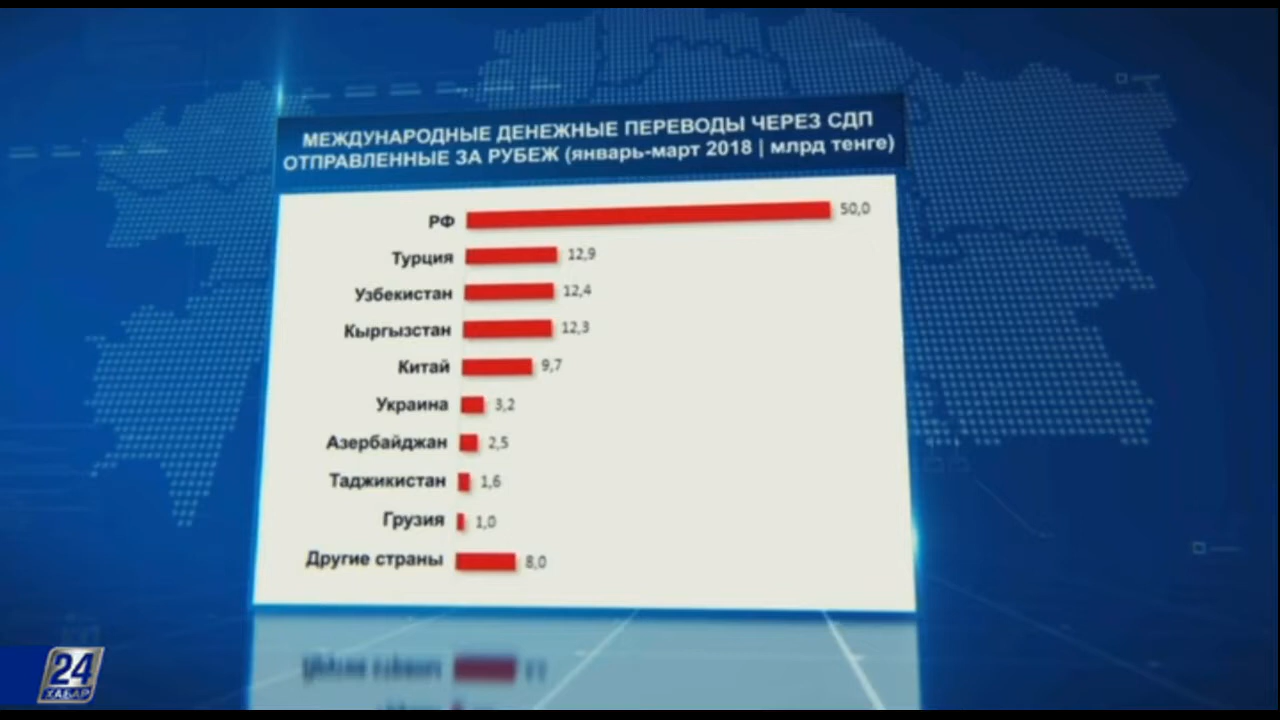 МЕЖДУНАРОДНЫЕ ДЕНЕЖНЫЕ ПЕРЕВОДЫ ЧЕРЕЗ СДП
ОТПРАВЛЕННЫЕ ЗА РУБЕЖ (январь-март 2018 | млрд тенге)
РФ 50,0
Турция 12,9
Узбекистан 12,4
Кыргызстан 12,3
Китай 9,7
Украина 3,2
Азербайджан 2,5
Таджикистан 1,6
Грузия 1,0
Другие страны 8,0
24
ХАБАР